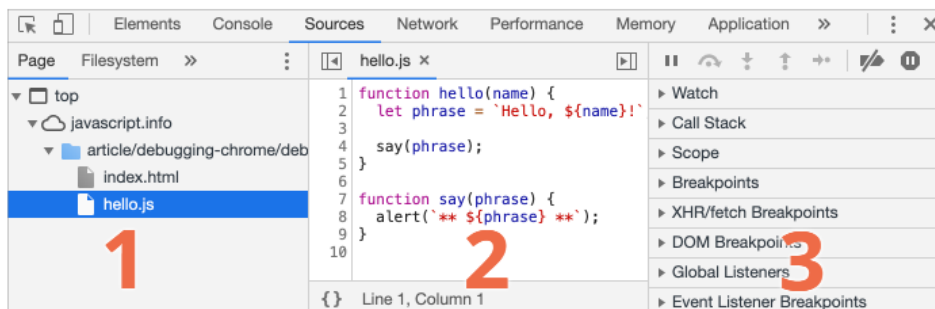 Elements Console Sources Network Performance Memory Application »
Page Filesystem »
hello.js ×
top
javascript.info
article/debugging-chrome/deb
index.html
hello.js
1
1 function hello(name) {
2 let phrase = `Hello, ${name}!`
3
4 say(phrase);
5 }
6
7 function say(phrase) {
8 alert(`** ${phrase} **`);
9 }
10
2
{} Line 1, Column 1
Watch
Call Stack
Scope
Breakpoints
XHR/fetch Breakpoints
DOM Breakpoints
Global Listeners
Event Listener Breakpoints
3